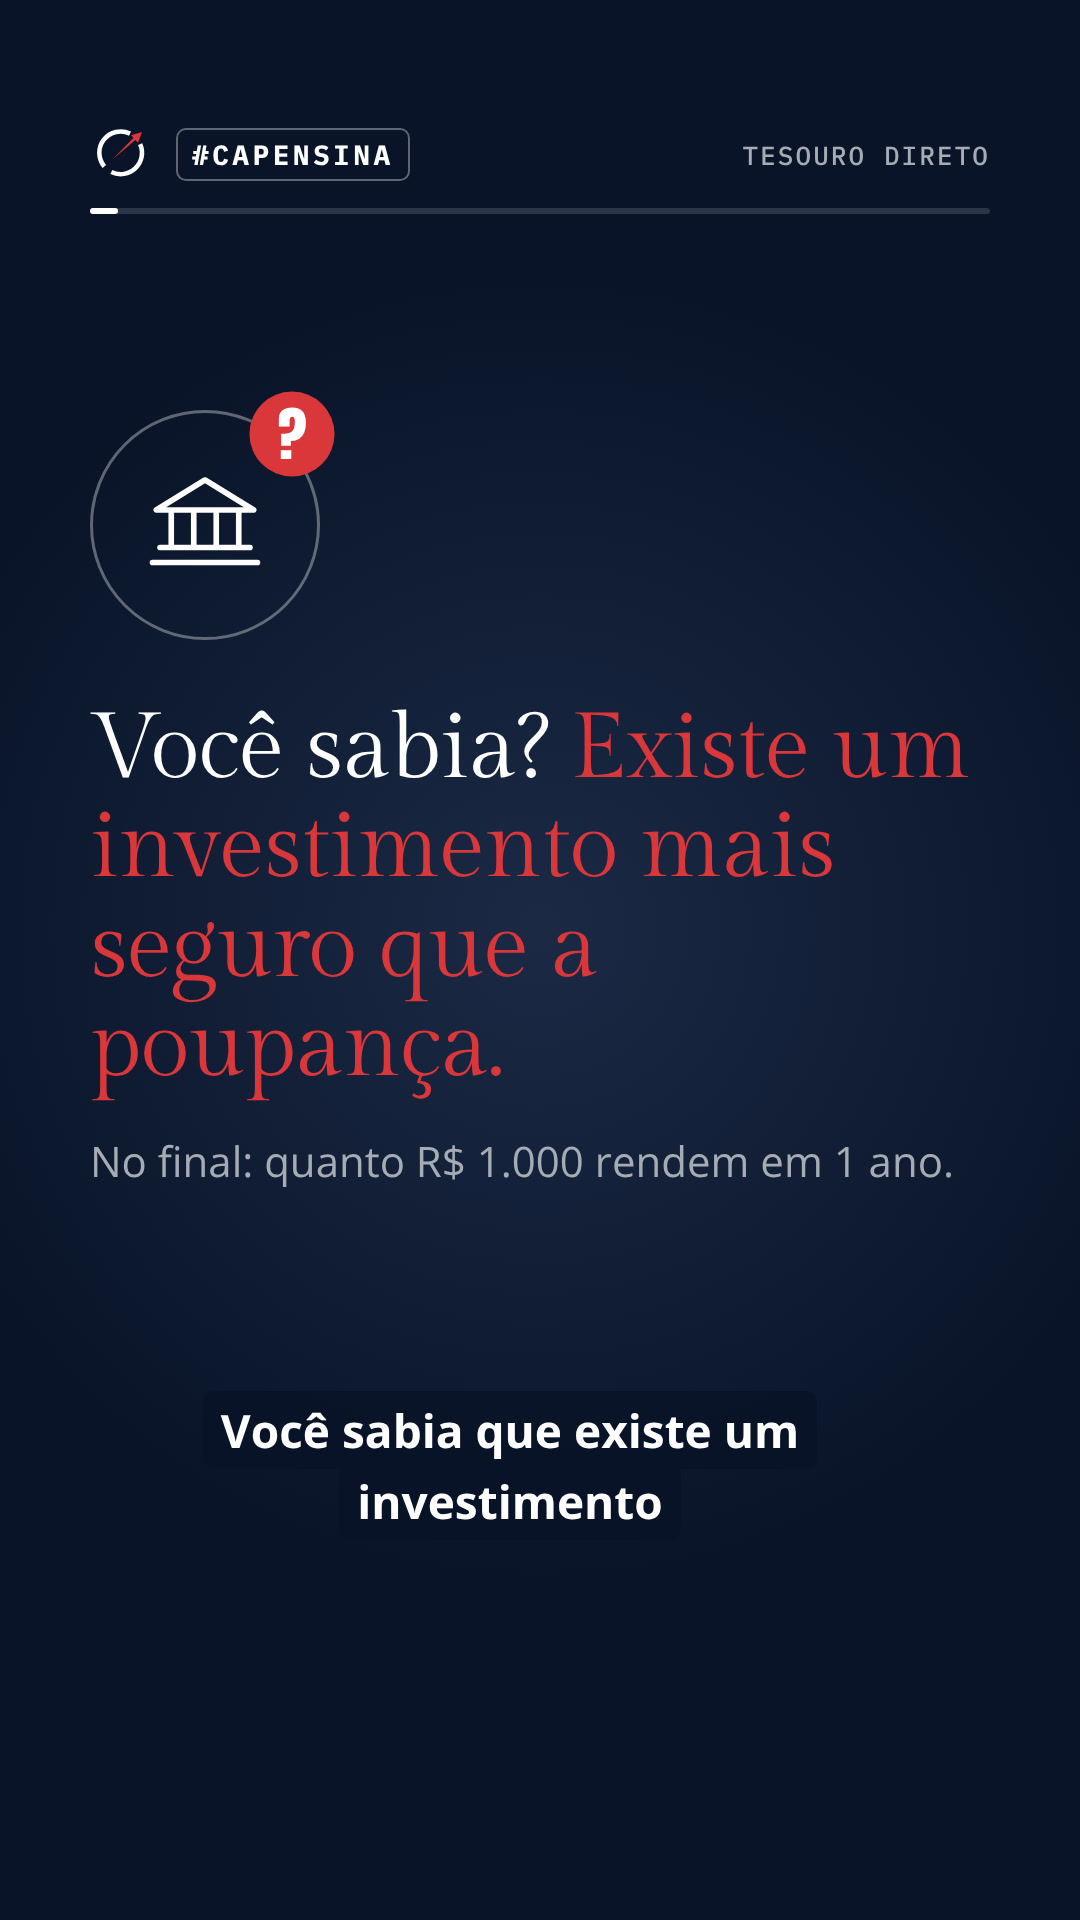 #CAPENSINA
TESOURO DIRETO
?
Você sabia? Existe um
investimento mais
seguro que a
poupança.
No final: quanto R$ 1.000 rendem em 1 ano.
Você sabia que existe um
investimento